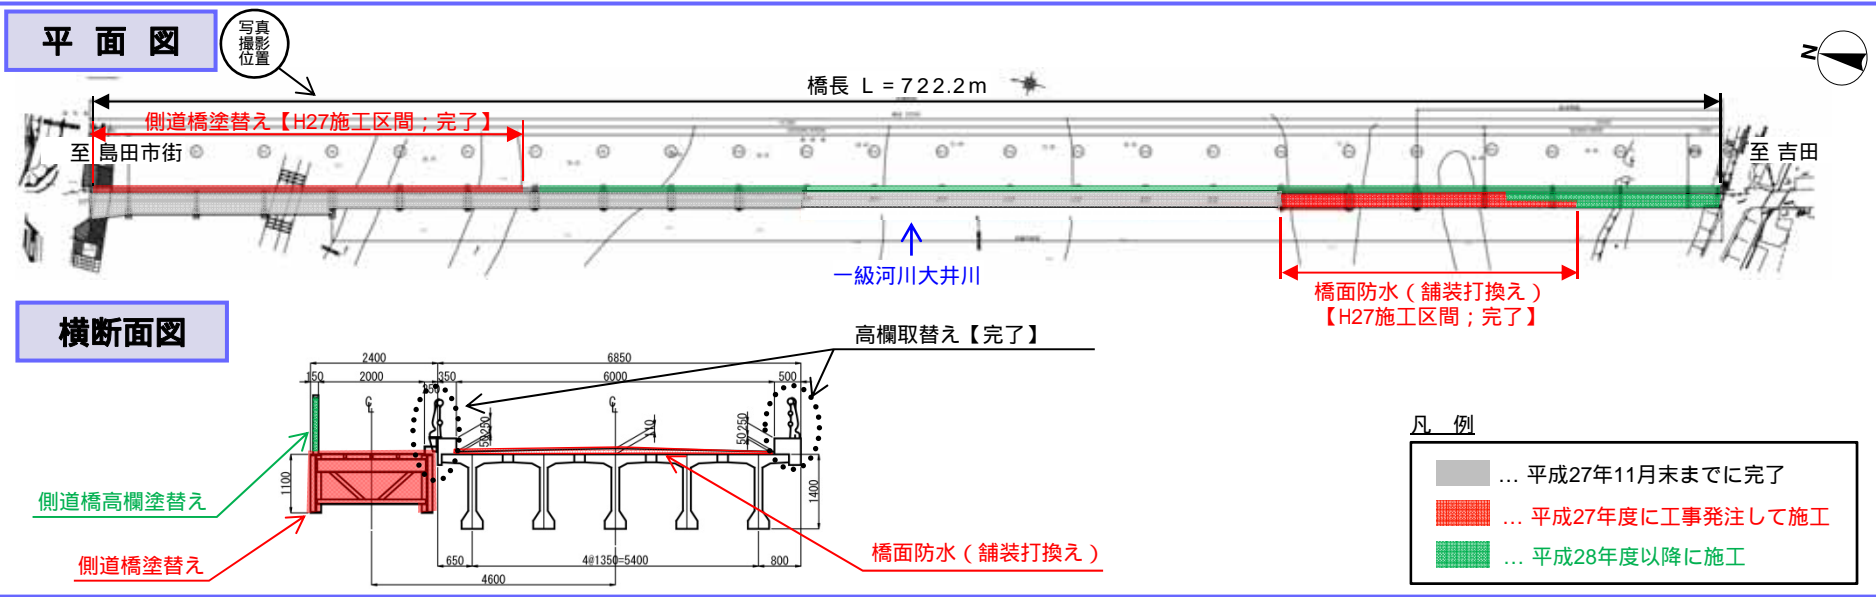 平面図
写真
撮影
位置
N
橋長 L = 722.2m
側道橋塗替え【H27施工区間；完了】
至 島田市街
至 吉田
一級河川大井川
橋面防水（舗装打換え）
【H27施工区間；完了】
横断面図
高欄取替え【完了】
2400
6850
150
2000
250
350
6000
500
50
250
110
50
250
1100
1400
側道橋高欄塗替え
側道橋塗替え
橋面防水（舗装打換え）
650
4@1350=5400
800
4600
凡 例
… 平成27年11月末までに完了
… 平成27年度に工事発注して施工
… 平成28年度以降に施工